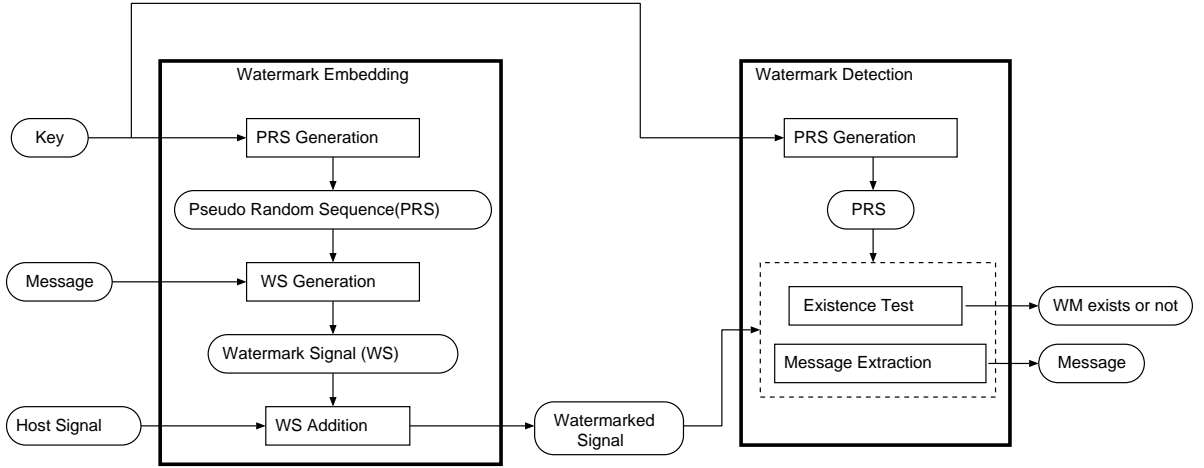 Watermark Embedding
Watermark Detection
Key
PRS Generation
PRS Generation
Pseudo Random Sequence(PRS)
PRS
Message
WS Generation
Existence Test
WM exists or not
Watermark Signal (WS)
Message Extraction
Message
Host Signal
WS Addition
Watermarked
Signal